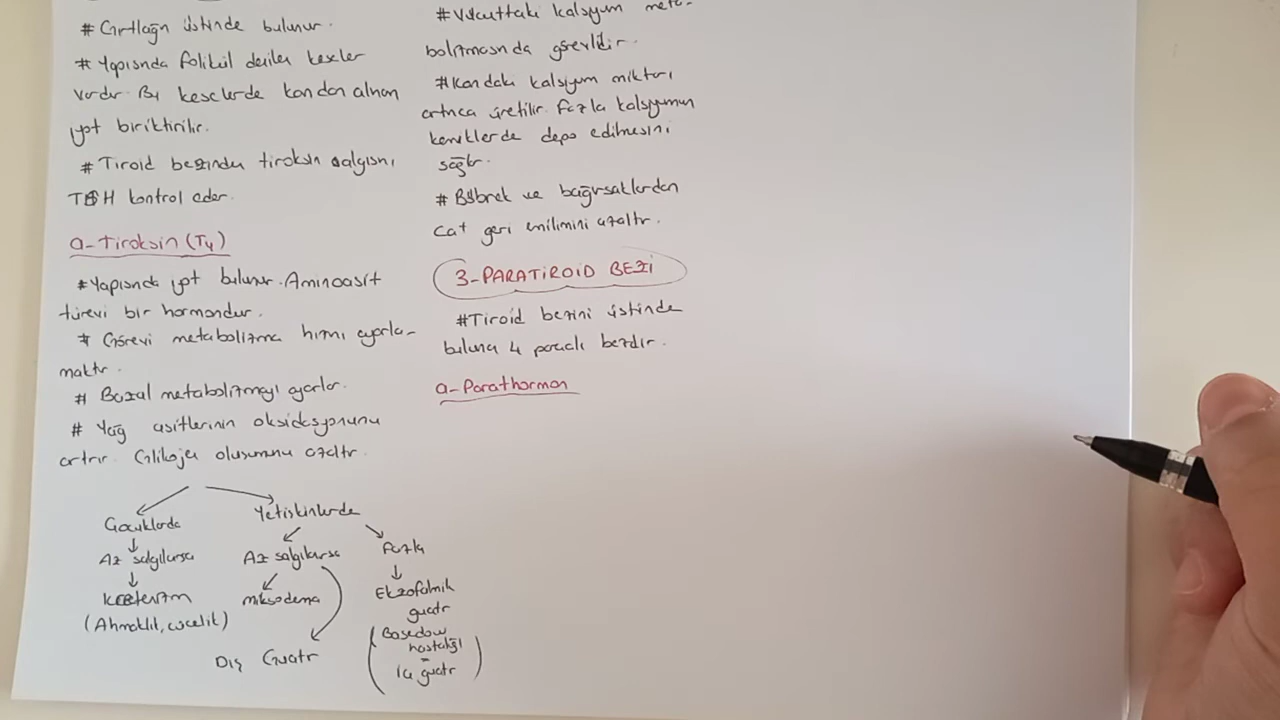 # Gırtlağın üstünde bulunur.
# Yapısında folikül denilen keseler
vardır. Bu keselerde kandan alınan
iyot biriktirilir.
# Tiroid bezinden tiroksin salgısını
TSH kontrol eder.
a-Tiroksin (T4)
#Yapısında iyot bulunur. Aminoasit
türevi bir hormondur.
# Görevi metabolizma hızını ayarla-
maktır.
# Bazal metabolizmayı ayarlar.
# Yağ asitlerinin oksidasyonunu
artırır. Glikojen oluşumunu azaltır.
Çocuklarda
Az salgılanırsa
(Ahmaklık, cücelik)
Yetişkinlerde
Az salgılanırsa
miksodema
Dış Guatr
Fazla
Ekzoftalmik
guatr
(Basedow
hastalığı
=
iç guatr)
# Vücuttaki kalsiyum meta-
bolizmasında görevlidir.
#Kandaki kalsiyum miktarı
artınca üretilir. Fazla kalsiyumun
kemiklerde depo edilmesini
sağlar.
# Böbrek ve bağırsaklardan
Ca+ geri emilimini azaltır.
3-PARATİROİD BEZİ
#Tiroid bezini üstünde
bulunan 4 parçalı bezdir.
a-Parathormon